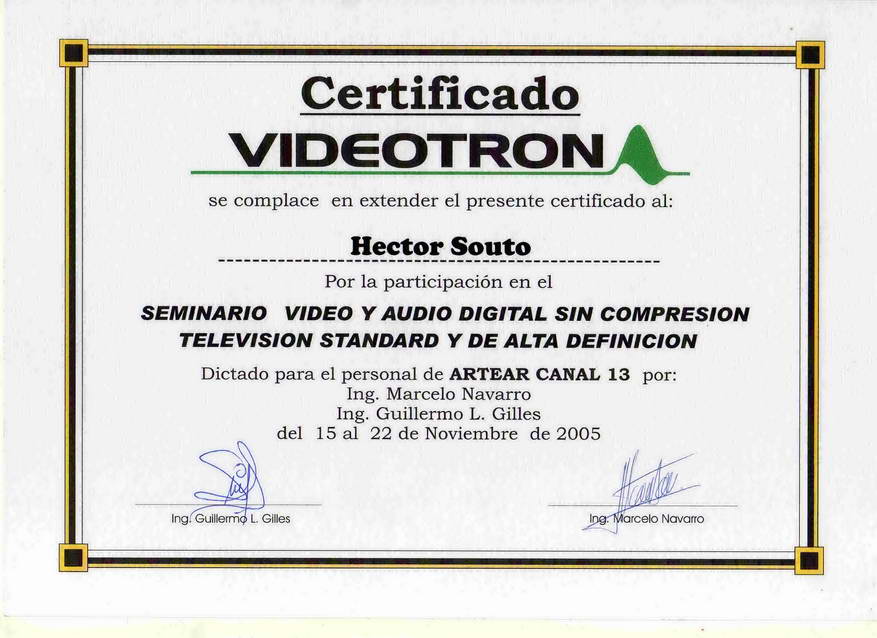 Certificado
VIDEOTRON
se complace en extender el presente certificado al:
Hector Souto
Por la participación en el
SEMINARIO VIDEO Y AUDIO DIGITAL SIN COMPRESION
TELEVISION STANDARD Y DE ALTA DEFINICION
Dictado para el personal de ARTEAR CANAL 13 por:
Ing. Marcelo Navarro
Ing. Guillermo L. Gilles
del 15 al 22 de Noviembre de 2005
Ing. Guillermo L. Gilles
Ing. Marcelo Navarro